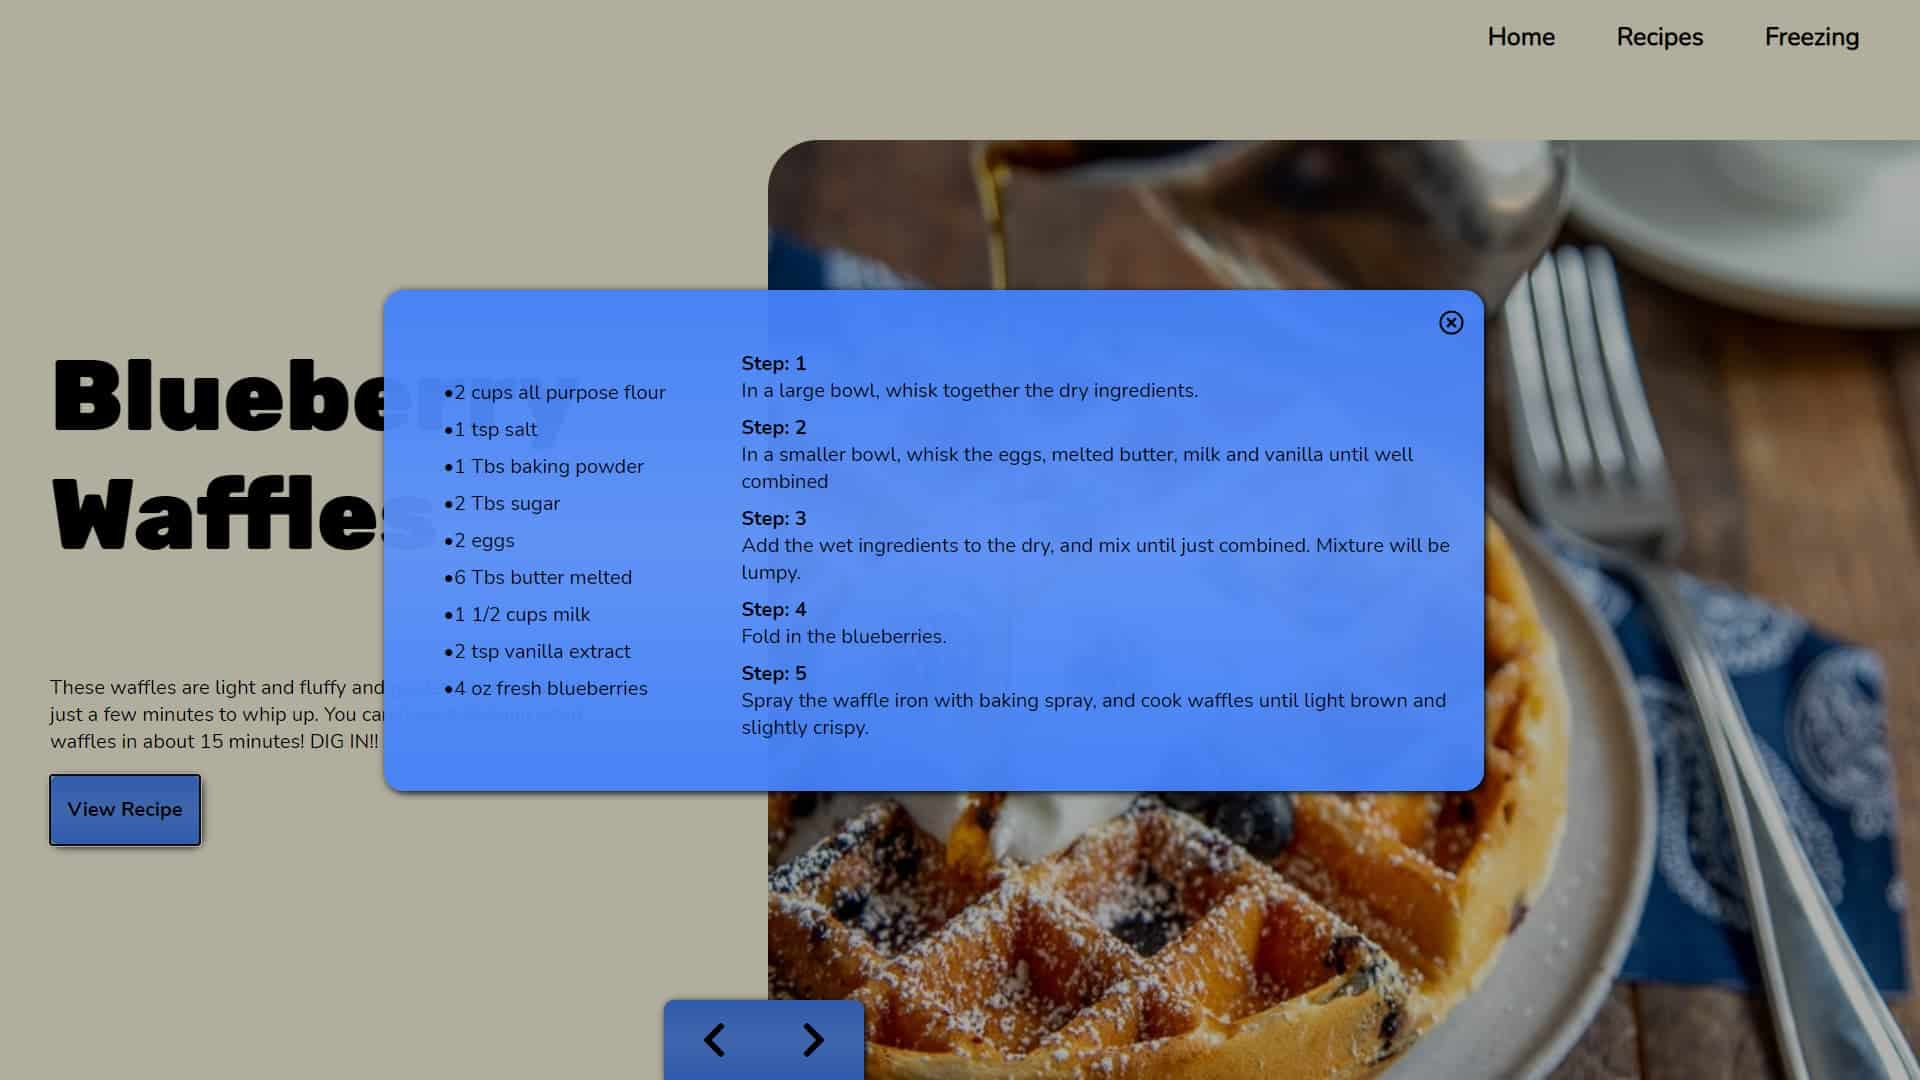 Home Recipes Freezing
Blueberry
Waffles
These waffles are light and fluffy and
just a few minutes to whip up. You can
waffles in about 15 minutes! DIG IN!!
View Recipe
•2 cups all purpose flour
•1 tsp salt
•1 Tbs baking powder
•2 Tbs sugar
•2 eggs
•6 Tbs butter melted
•1 1/2 cups milk
•2 tsp vanilla extract
•4 oz fresh blueberries
Step: 1
In a large bowl, whisk together the dry ingredients.
Step: 2
In a smaller bowl, whisk the eggs, melted butter, milk and vanilla until well
combined
Step: 3
Add the wet ingredients to the dry, and mix until just combined. Mixture will be
lumpy.
Step: 4
Fold in the blueberries.
Step: 5
Spray the waffle iron with baking spray, and cook waffles until light brown and
slightly crispy.